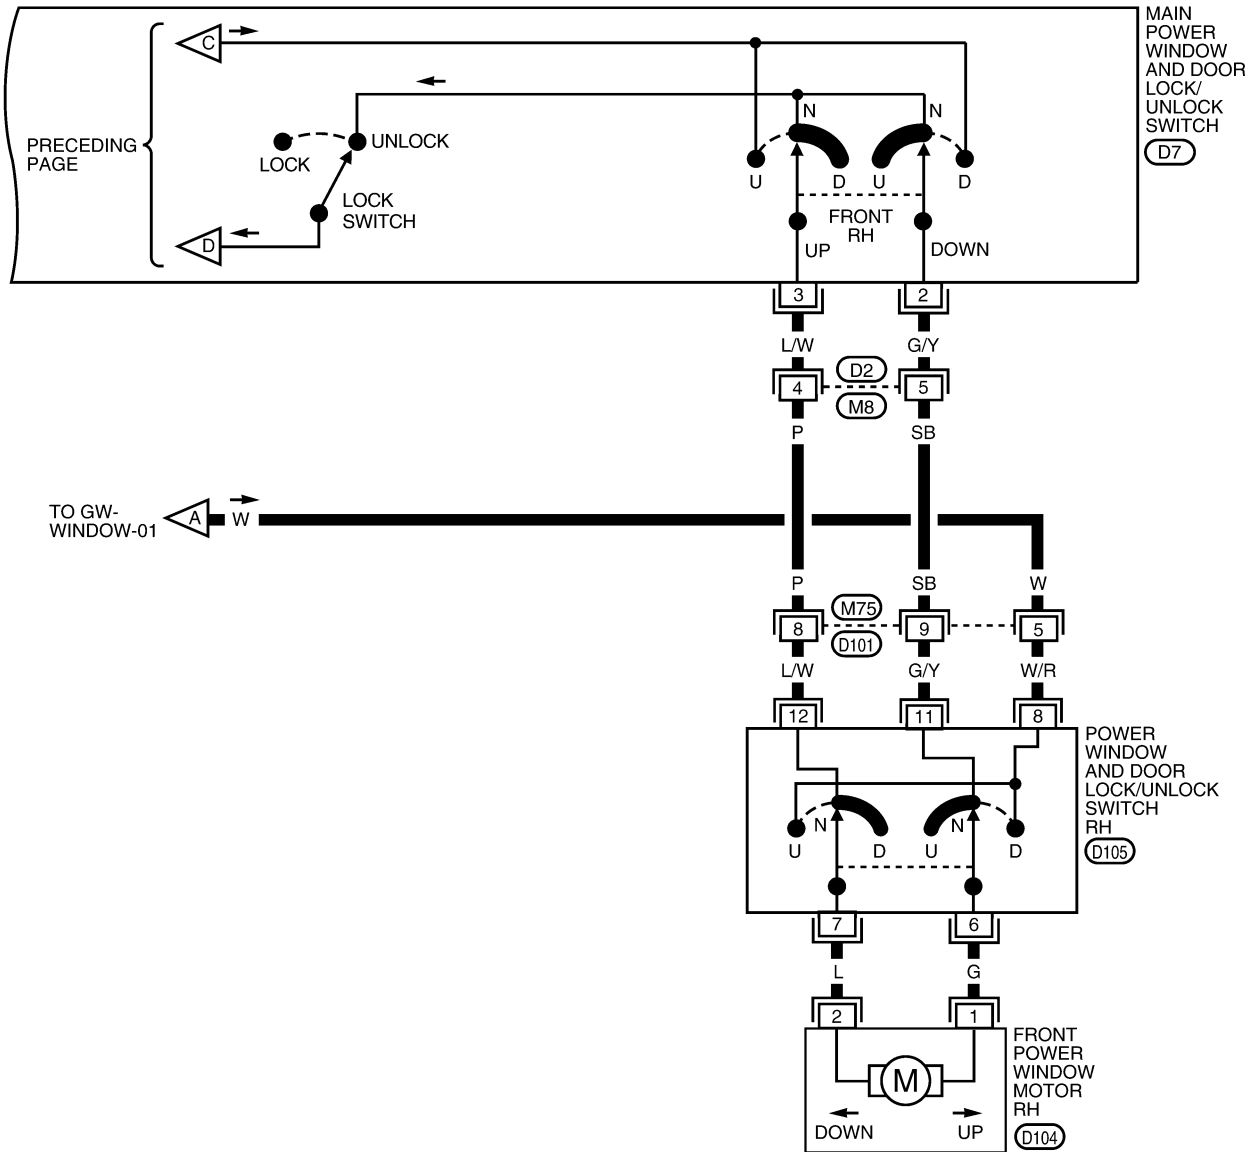 MAIN
POWER
WINDOW
AND DOOR
LOCK/
UNLOCK
SWITCH
D7
C
N
N
PRECEDING
PAGE
LOCK
UNLOCK
U
D
U
D
LOCK
SWITCH
FRONT
RH
D
UP
DOWN
3
2
L/W
G/Y
D2
4
5
M8
P
SB
TO GW-
WINDOW-01
A
W
P
SB
W
M75
8
9
5
D101
L/W
G/Y
W/R
12
11
8
POWER
WINDOW
AND DOOR
LOCK/UNLOCK
SWITCH
RH
D105
N
N
U
D
U
D
7
6
L
G
2
1
FRONT
POWER
WINDOW
MOTOR
RH
D104
M
DOWN
UP